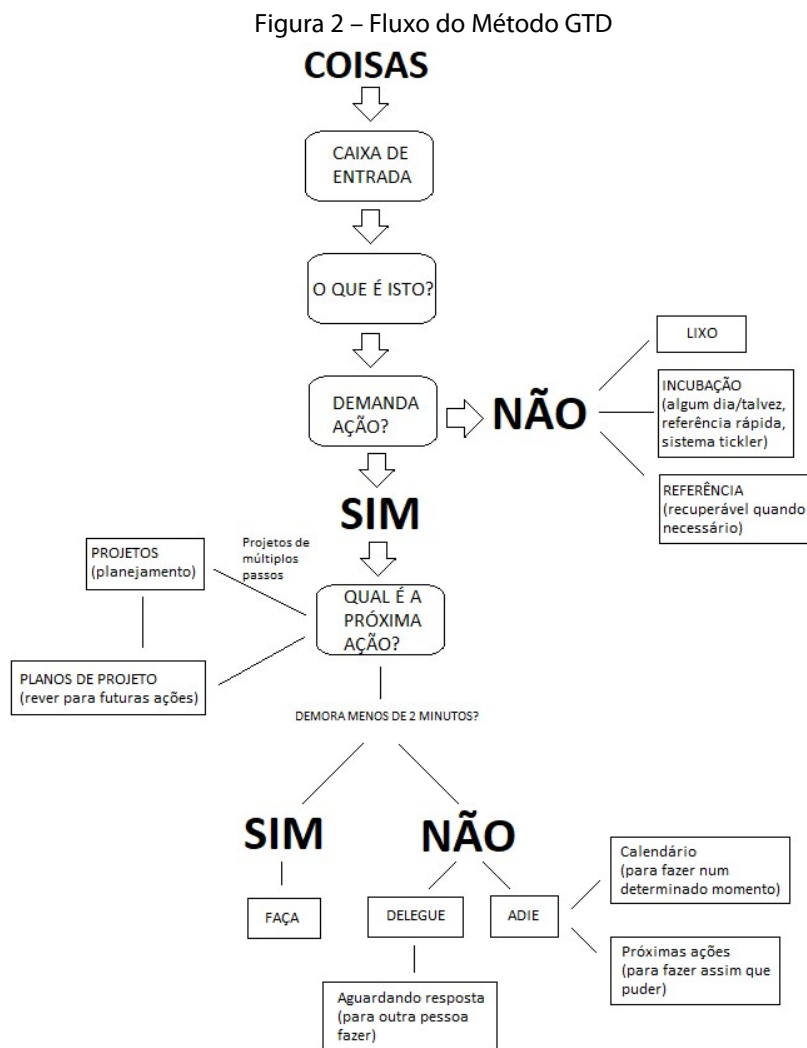 Figura 2 – Fluxo do Método GTD
COISAS
CAIXA DE
ENTRADA
O QUE É ISTO?
DEMANDA
AÇÃO?
NÃO
LIXO
INCUBAÇÃO
(algum dia/talvez,
referência rápida,
sistema tickler)
REFERÊNCIA
(recuperável quando
necessário)
SIM
Projetos de
múltiplos
passos
PROJETOS
(planejamento)
QUAL É A
PRÓXIMA
AÇÃO?
PLANOS DE PROJETO
(rever para futuras ações)
DEMORA MENOS DE 2 MINUTOS?
SIM
NÃO
FAÇA
DELEGUE
ADIE
Calendário
(para fazer num
determinado momento)
Próximas ações
(para fazer assim que
puder)
Aguardando resposta
(para outra pessoa
fazer)